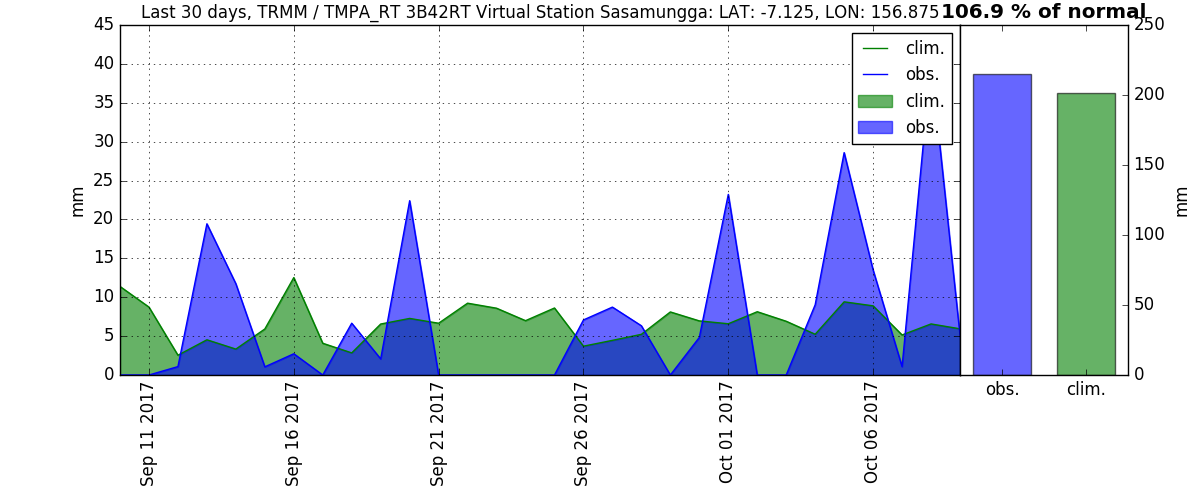 Last 30 days, TRMM / TMPA_RT 3B42RT Virtual Station Sasamungga: LAT: -7.125, LON: 156.875
106.9 % of normal
45
40
35
30
25
20
15
10
5
0
mm
clim.
obs.
clim.
obs.
250
200
150
100
50
0
mm
Sep 11 2017
Sep 16 2017
Sep 21 2017
Sep 26 2017
Oct 01 2017
Oct 06 2017
obs.
clim.